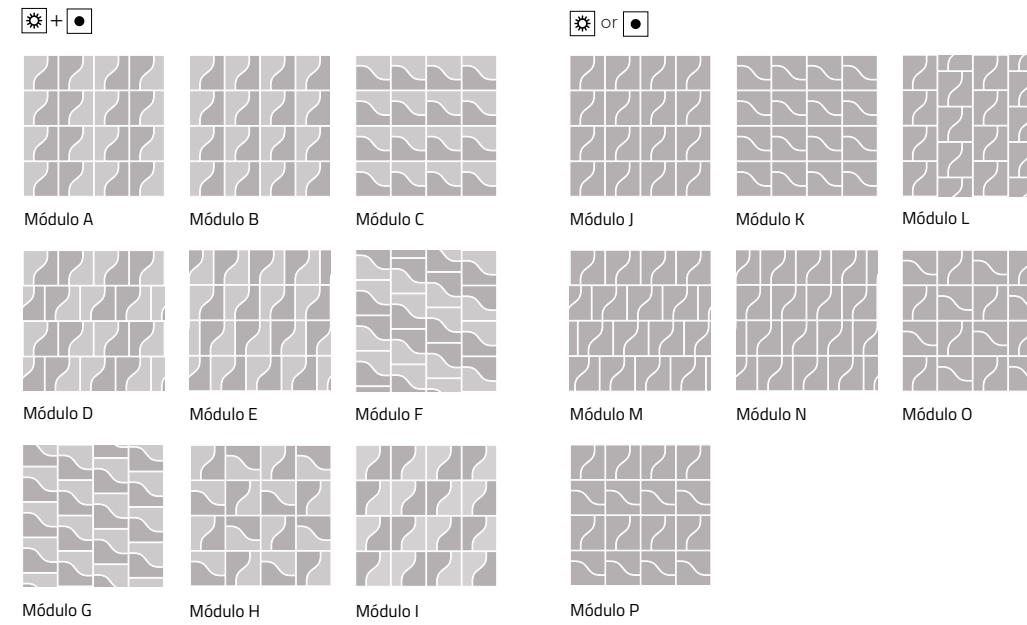 +
or
Módulo A
Módulo B
Módulo C
Módulo J
Módulo K
Módulo L
Módulo D
Módulo E
Módulo F
Módulo M
Módulo N
Módulo O
Módulo G
Módulo H
Módulo I
Módulo P